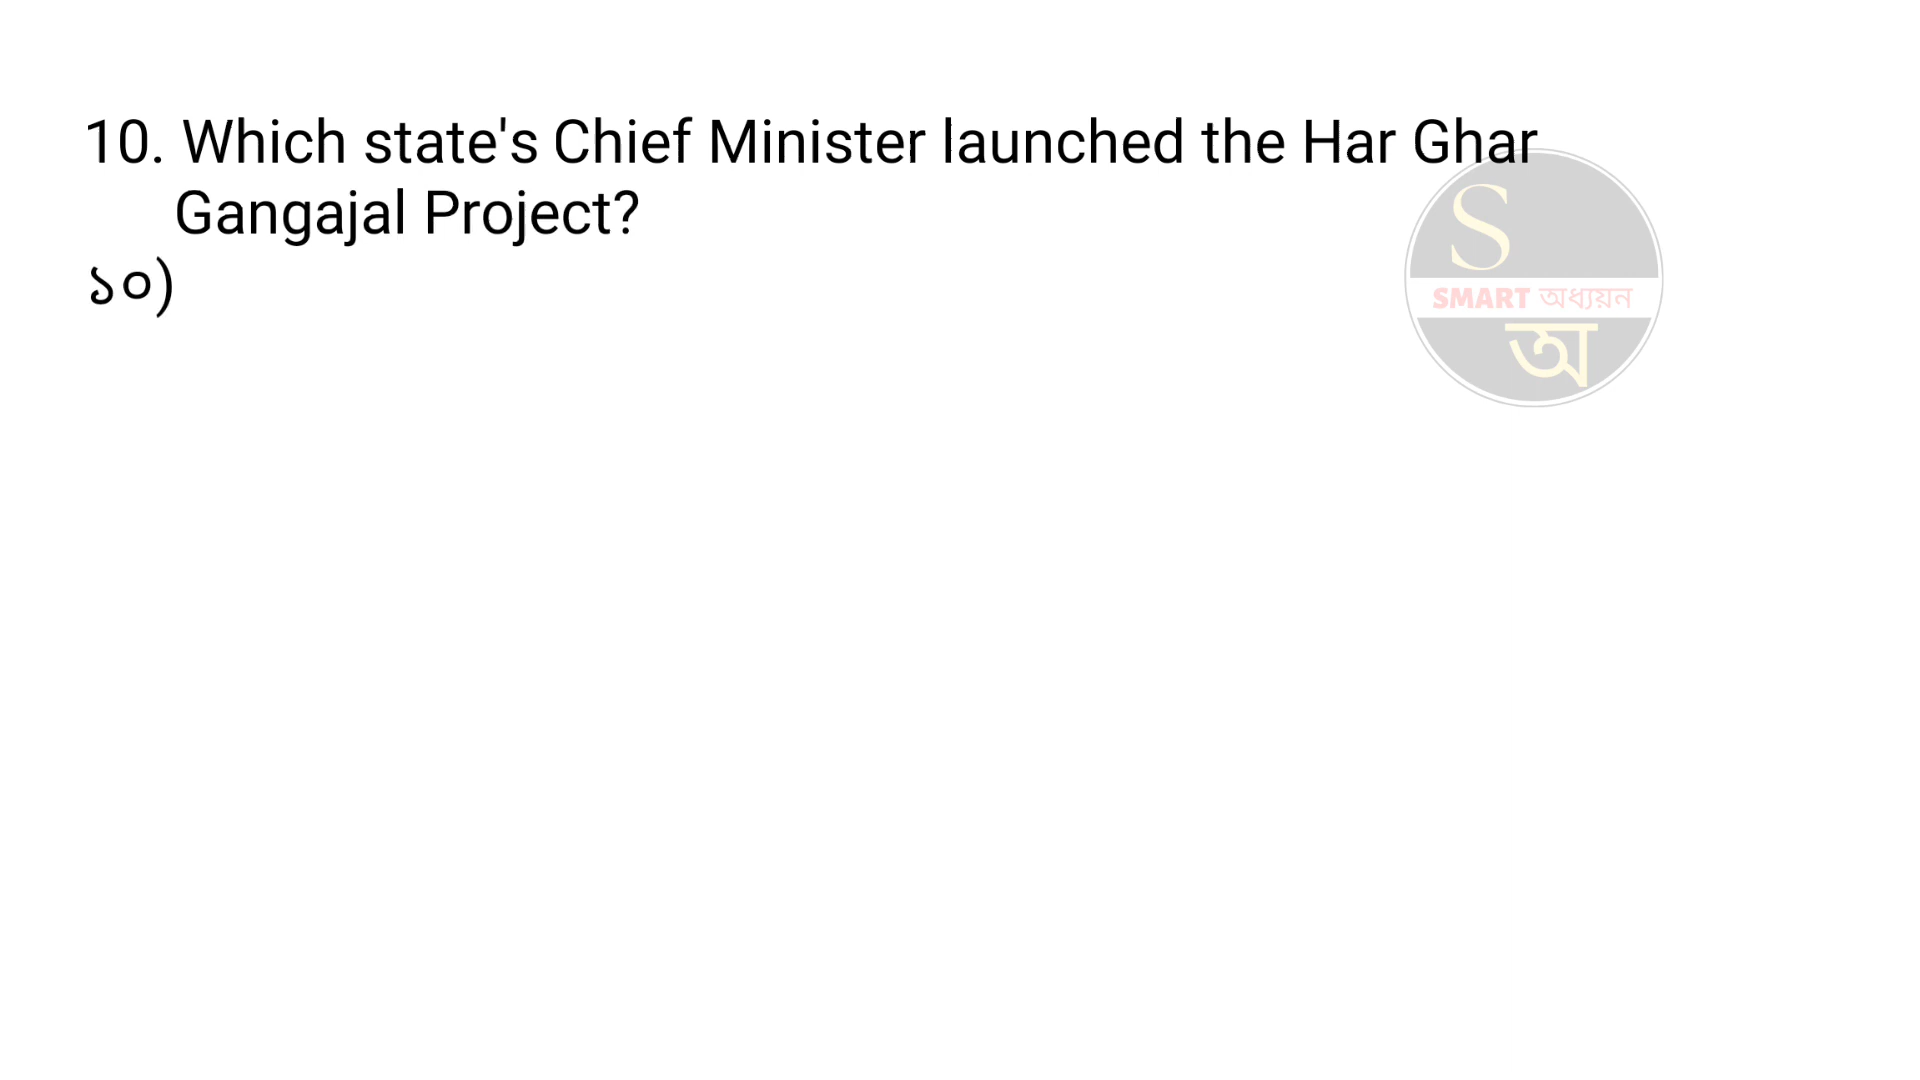 10. Which state's Chief Minister launched the Har Ghar
Gangajal Project?
১০)
S
SMART অধ্যয়ন
অ